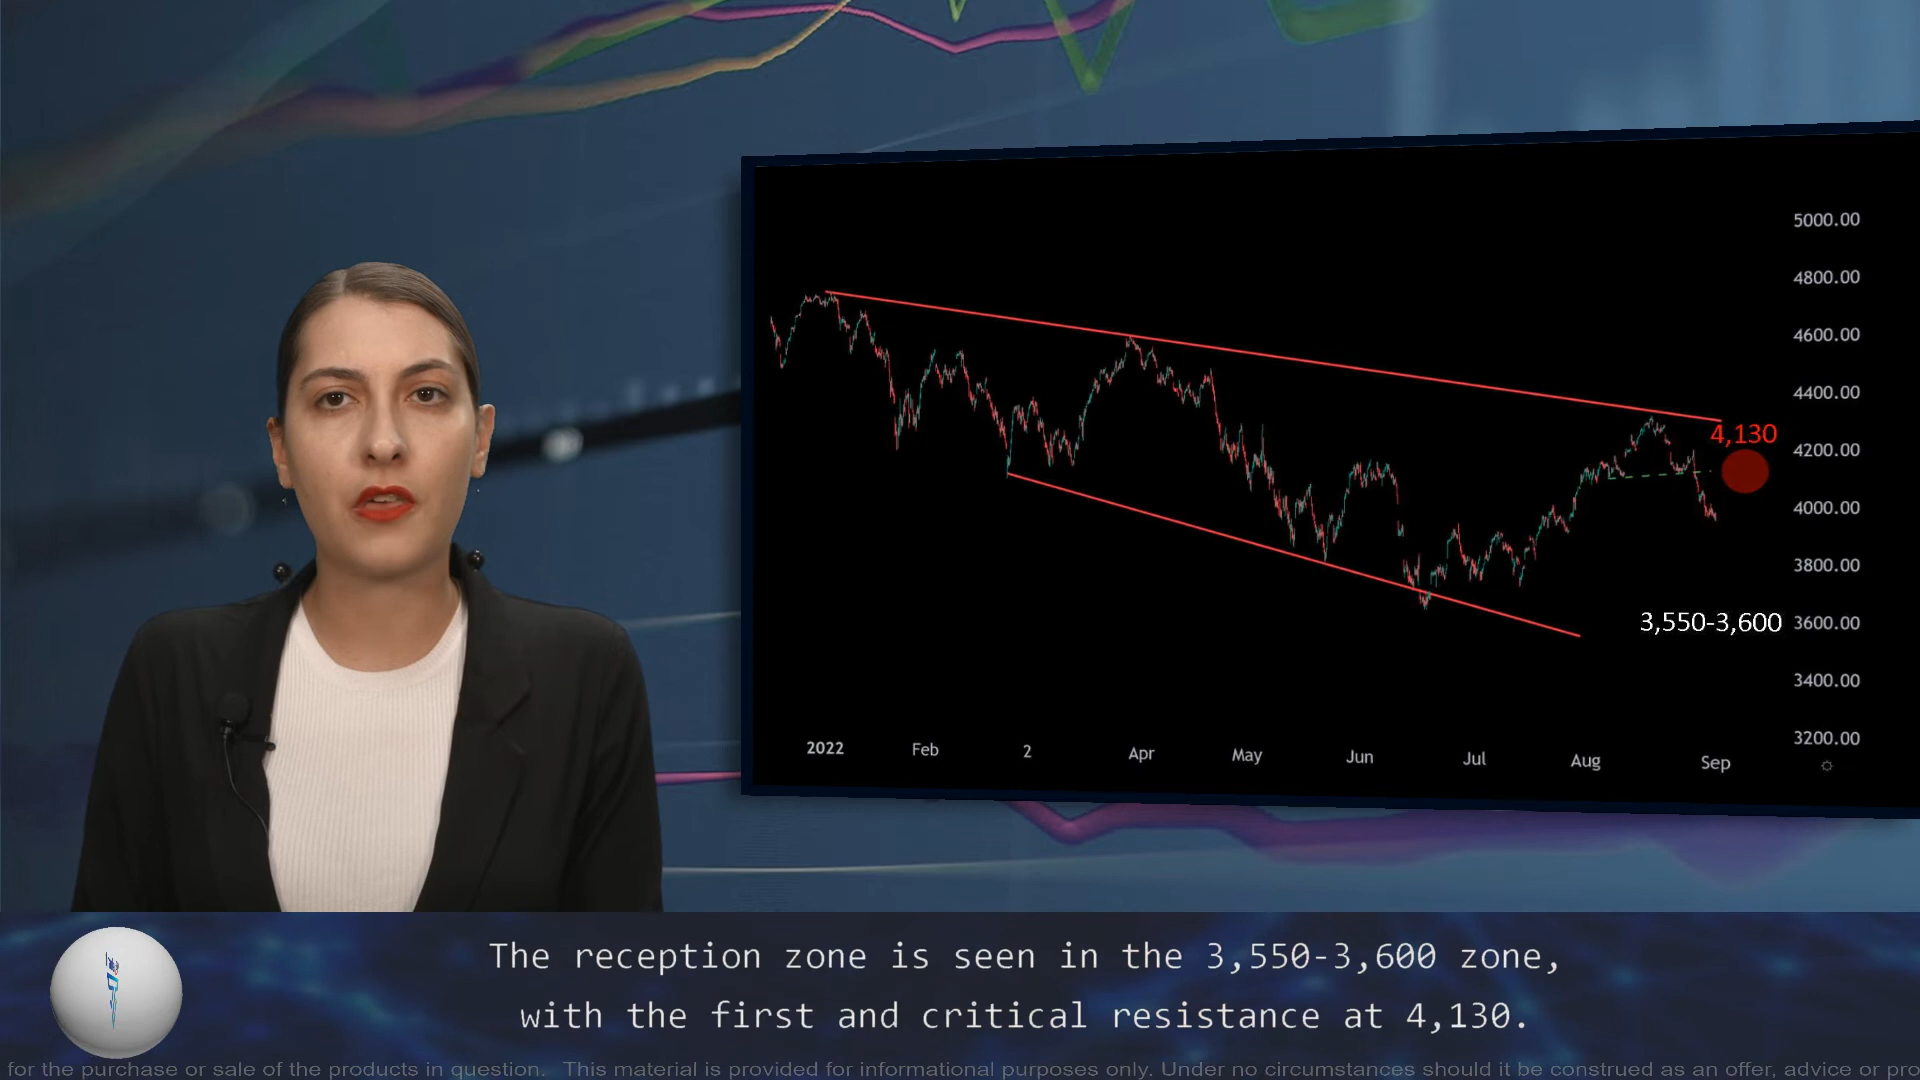 5000.00
4800.00
4600.00
4400.00
4,130
4200.00
4000.00
3800.00
3,550-3,600 3600.00
3400.00
3200.00
2022 Feb 2 Apr May Jun Jul Aug Sep
The reception zone is seen in the 3,550-3,600 zone,
with the first and critical resistance at 4,130.
for the purchase or sale of the products in question. This material is provided for informational purposes only. Under no circumstances should it be construed as an offer, advice or pro